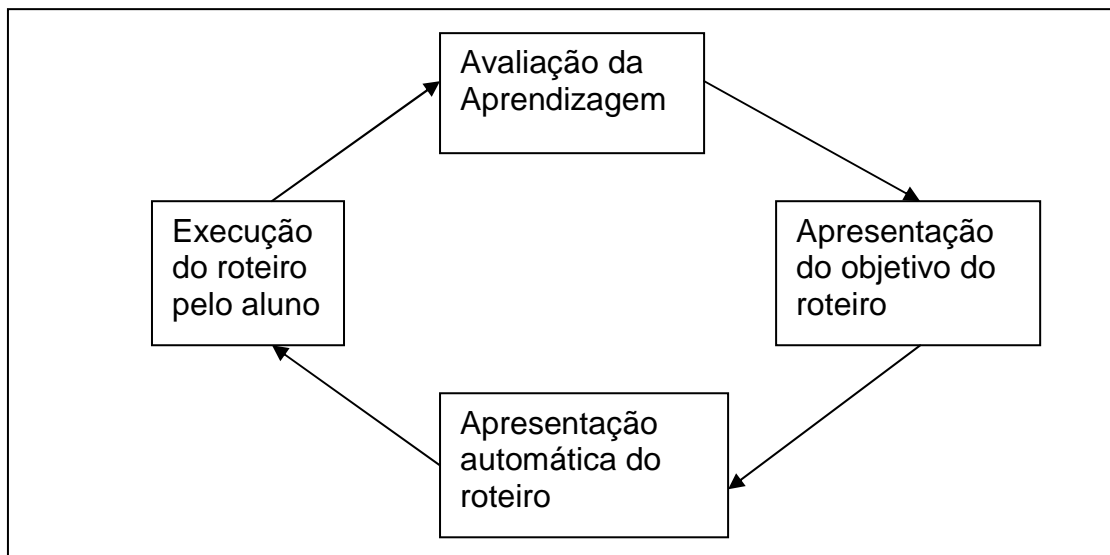 Avaliação da
Aprendizagem
Execução
do roteiro
pelo aluno
Apresentação
do objetivo do
roteiro
Apresentação
automática do
roteiro